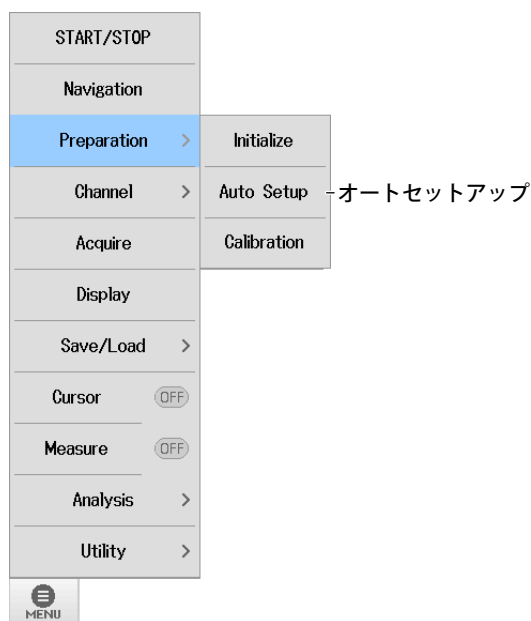 START/STOP
Navigation
Preparation >
Channel >
Acquire
Display
Save/Load >
Cursor OFF
Measure OFF
Analysis >
Utility >
MENU
Initialize
Auto Setup
Calibration
オートセットアップ